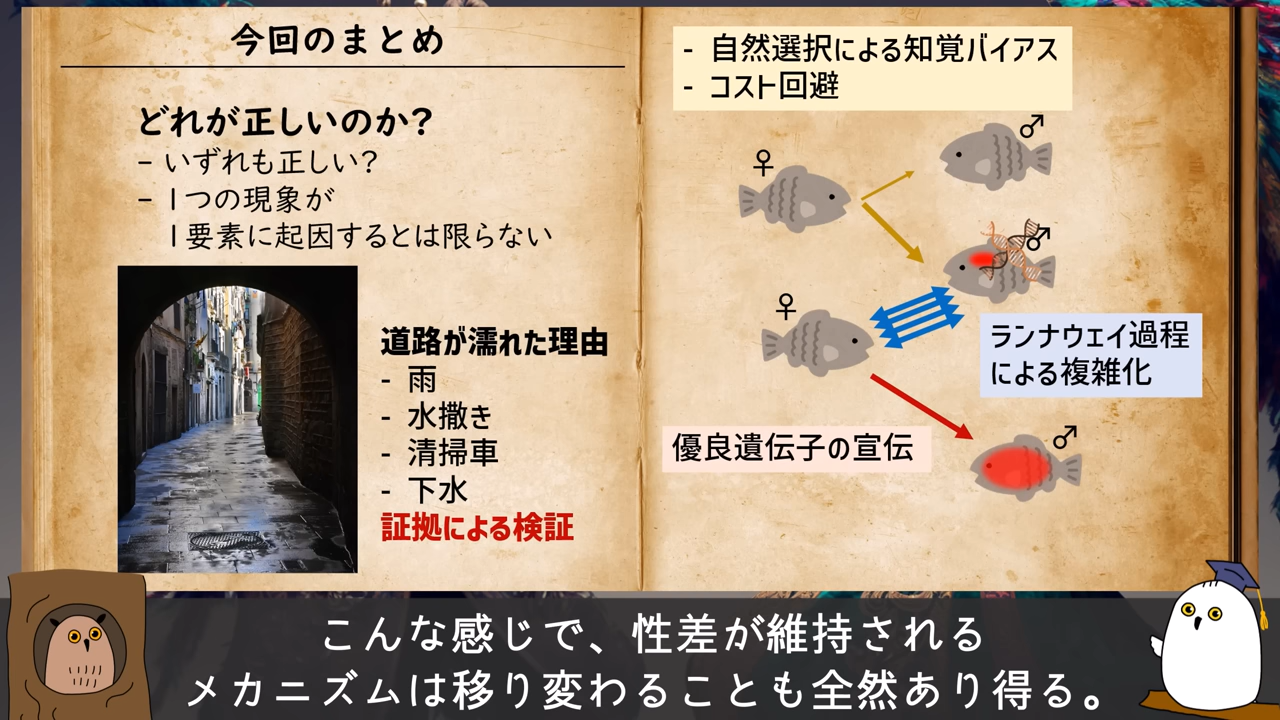 今回のまとめ
どれが正しいのか？
- いずれも正しい？
- 1つの現象が
1要素に起因するとは限らない
道路が濡れた理由
- 雨
- 水撒き
- 清掃車
- 下水
証拠による検証
- 自然選択による知覚バイアス
- コスト回避
♀
♂
♂
♀
ランナウェイ過程
による複雑化
♂
優良遺伝子の宣伝
こんな感じで、性差が維持される
メカニズムは移り変わることも全然あり得る。